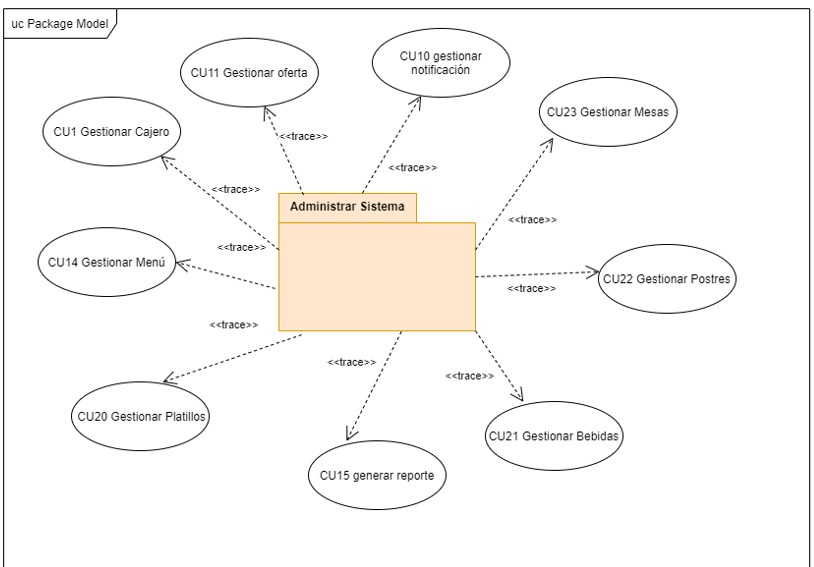 uc Package Model
CU10 gestionar
notificación
CU11 Gestionar oferta
CU23 Gestionar Mesas
CU1 Gestionar Cajero
<<trace>>
<<trace>>
<<trace>>
Administrar Sistema
<<trace>>
<<trace>>
CU14 Gestionar Menú
CU22 Gestionar Postres
<<trace>>
<<trace>>
<<trace>>
<<trace>>
CU20 Gestionar Platillos
CU21 Gestionar Bebidas
CU15 generar reporte